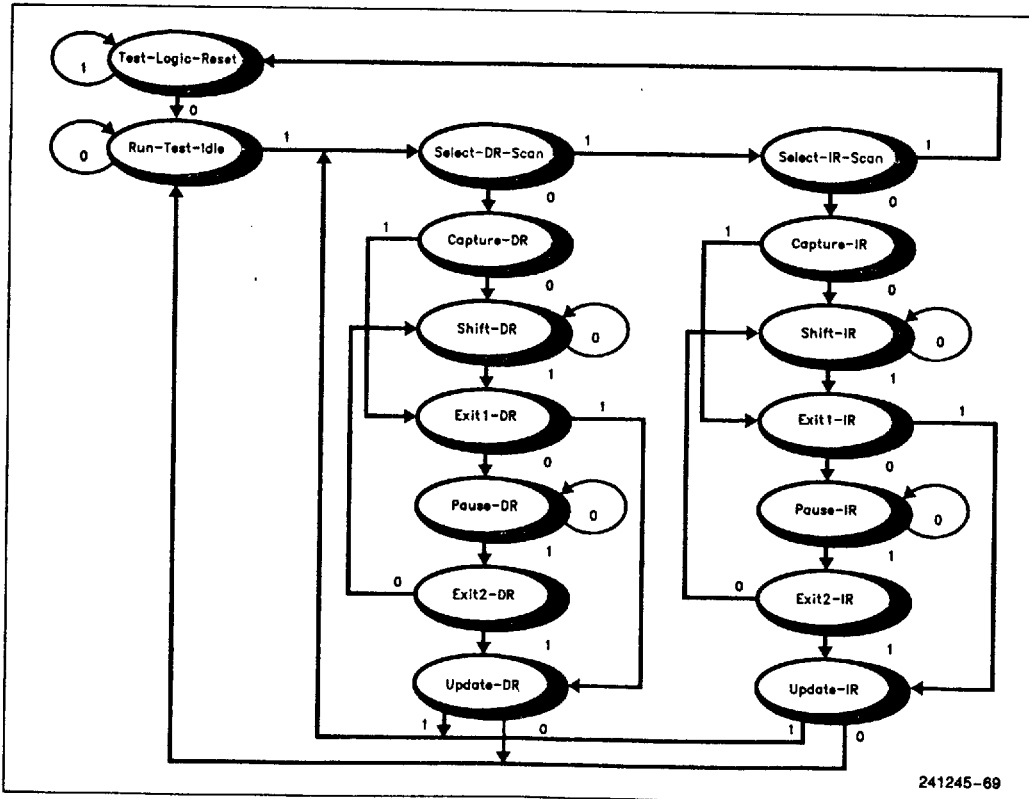 Test-Logic-Reset
1
0
Run-Test-Idle
0
1
Select-DR-Scan
1
0
Select-IR-Scan
1
0
Capture-DR
1
0
Capture-IR
1
0
Shift-DR
0
1
Shift-IR
0
1
Exit1-DR
1
0
Exit1-IR
1
0
Pause-DR
0
1
Pause-IR
0
1
Exit2-DR
0
1
Exit2-IR
0
1
Update-DR
1
0
Update-IR
1
0
241245-69